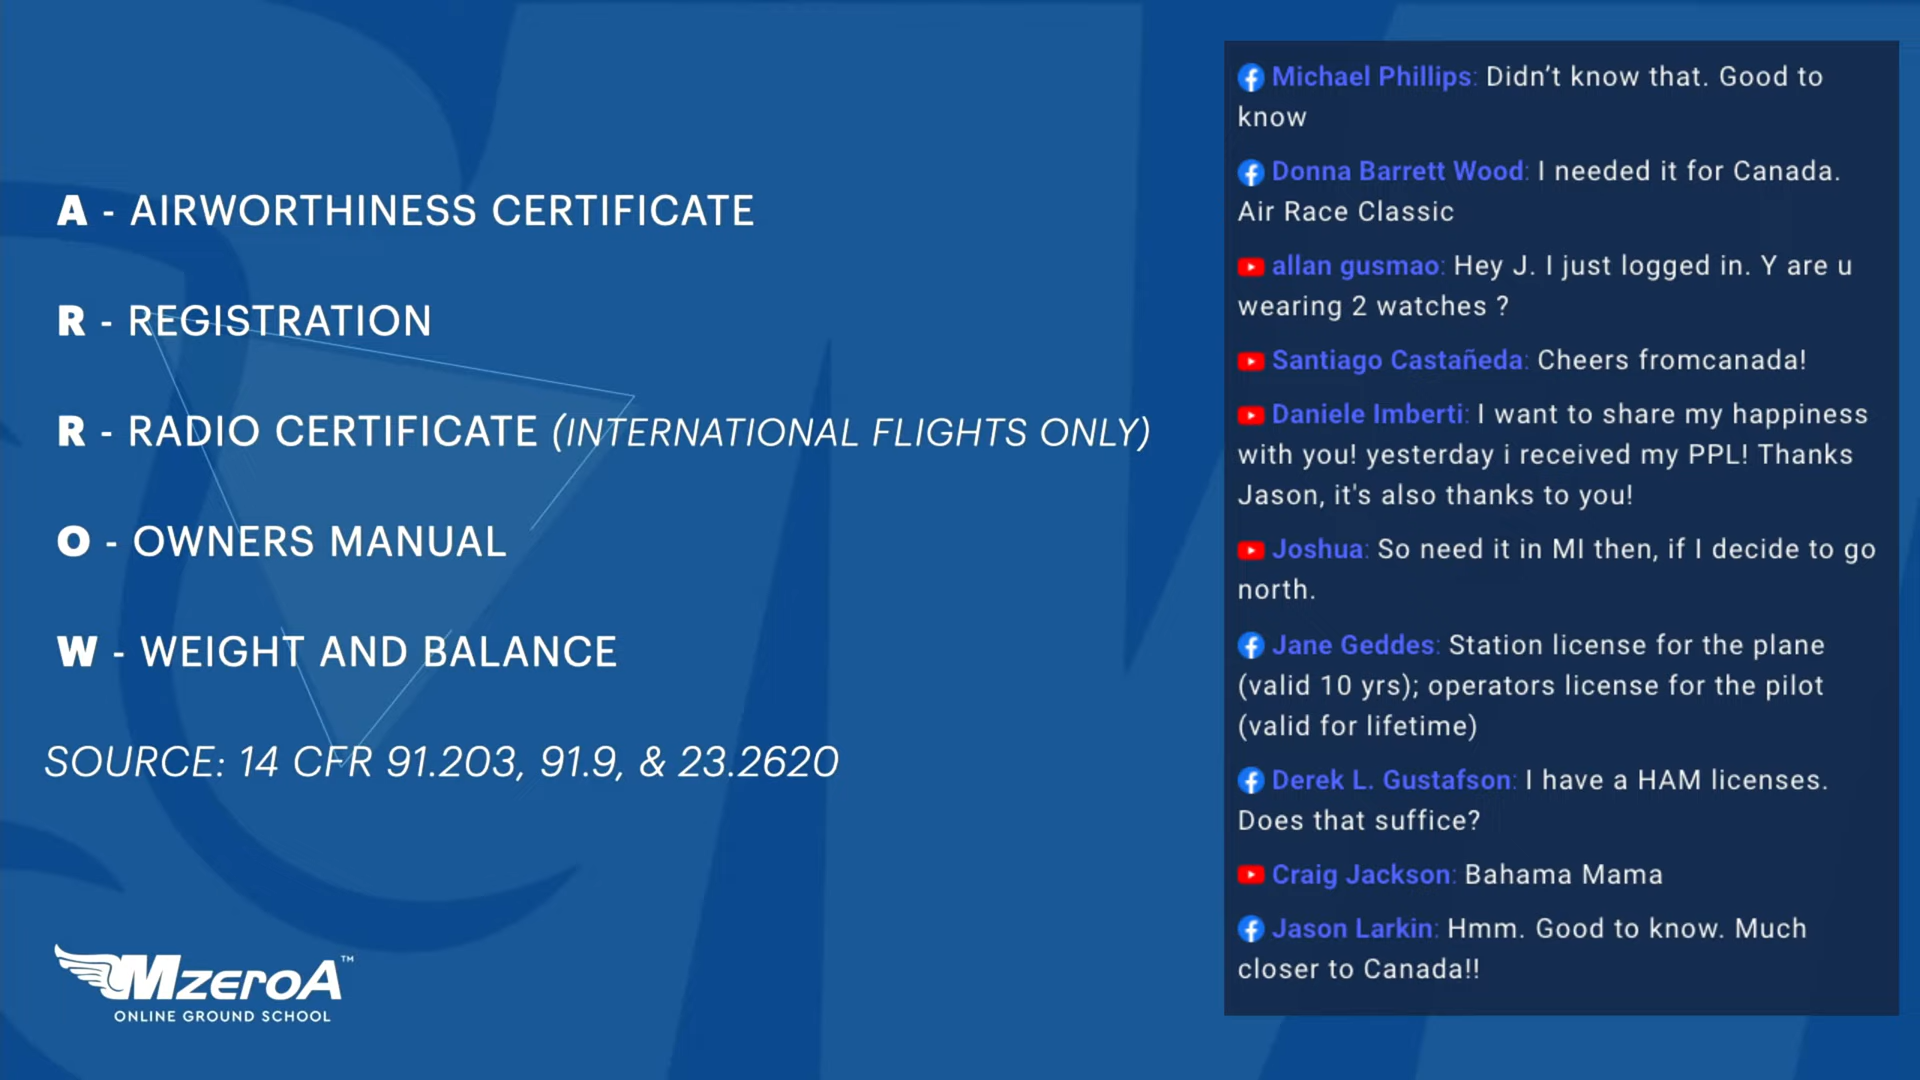 A - AIRWORTHINESS CERTIFICATE
R - REGISTRATION
R - RADIO CERTIFICATE (INTERNATIONAL FLIGHTS ONLY)
O - OWNERS MANUAL
W - WEIGHT AND BALANCE
SOURCE: 14 CFR 91.203, 91.9, & 23.2620
MzeroA™
ONLINE GROUND SCHOOL
Michael Phillips: Didn’t know that. Good to
know
Donna Barrett Wood: I needed it for Canada.
Air Race Classic
allan gusmao: Hey J. I just logged in. Y are u
wearing 2 watches ?
Santiago Castañeda: Cheers fromcanada!
Daniele Imberti: I want to share my happiness
with you! yesterday i received my PPL! Thanks
Jason, it's also thanks to you!
Joshua: So need it in MI then, if I decide to go
north.
Jane Geddes: Station license for the plane
(valid 10 yrs); operators license for the pilot
(valid for lifetime)
Derek L. Gustafson: I have a HAM licenses.
Does that suffice?
Craig Jackson: Bahama Mama
Jason Larkin: Hmm. Good to know. Much
closer to Canada!!